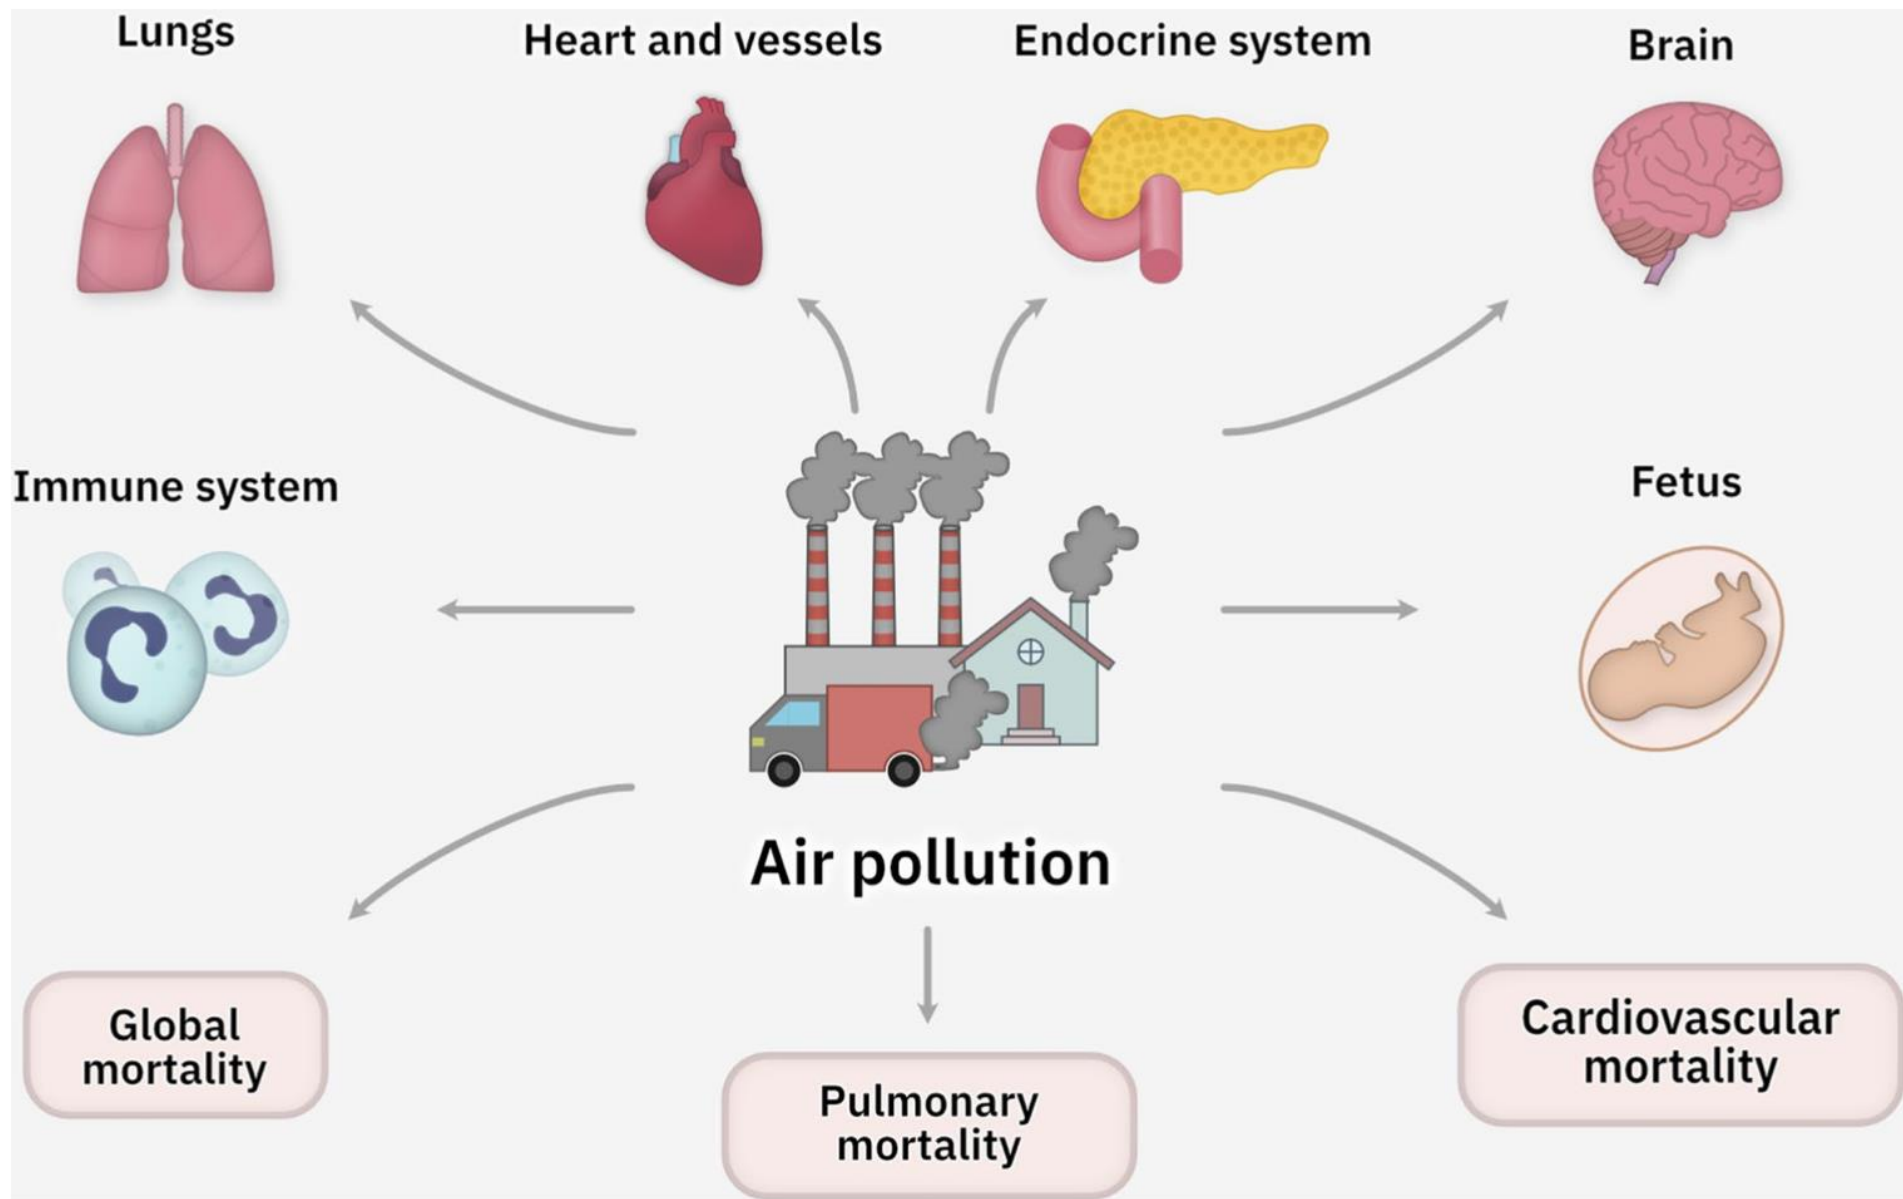 Lungs
Heart and vessels
Endocrine system
Brain
Immune system
Fetus
Air pollution
Global
mortality
Pulmonary
mortality
Cardiovascular
mortality